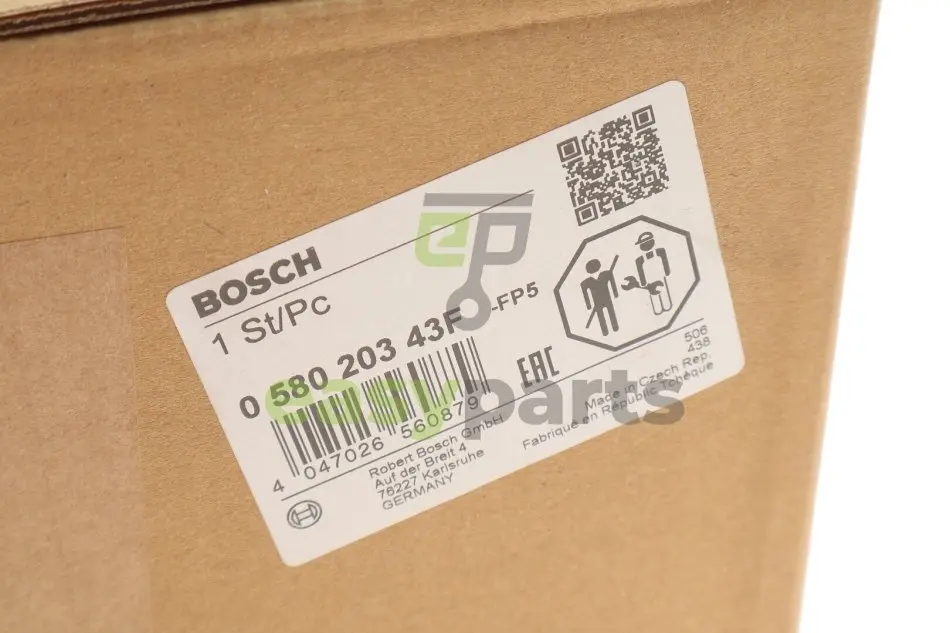 BOSCH
1 St/Pc
0 580 203 43F -FP5
4 047026 560879
EAC
Robert Bosch GmbH
Auf der Breit 4
76227 Karlsruhe
GERMANY
506
438
Made in Czech Rep.
Fabriqué en République Tchèque
ep
easyparts